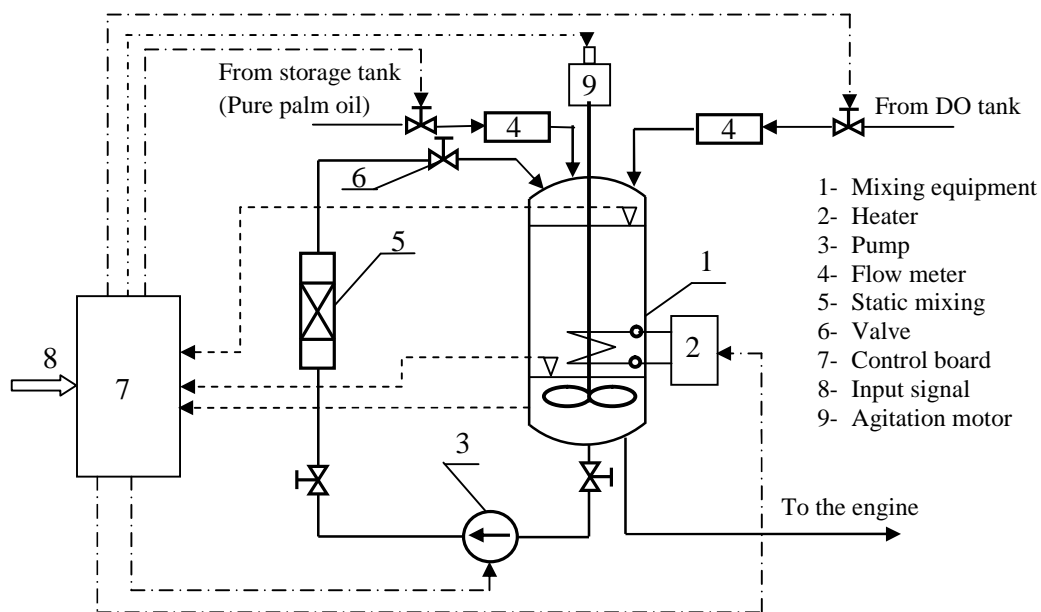 From storage tank
(Pure palm oil)
9
From DO tank
4
4
6
1- Mixing equipment
2- Heater
3- Pump
4- Flow meter
5- Static mixing
6- Valve
7- Control board
8- Input signal
9- Agitation motor
5
1
2
8
7
3
To the engine